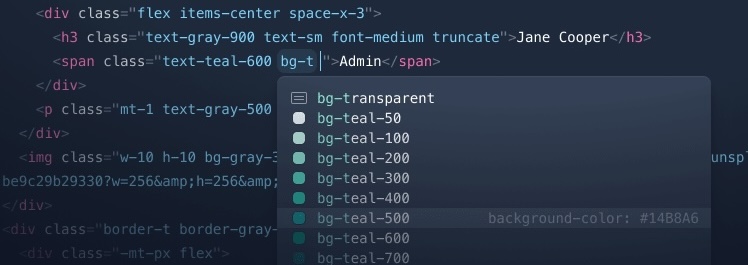 <div class="flex items-center space-x-3">
<h3 class="text-gray-900 text-sm font-medium truncate">Jane Cooper</h3>
<span class="text-teal-600 bg-t ">Admin</span>
</div>
<p class="mt-1 text-gray-500
</div>
<img class="w-10 h-10 bg-gray-3 unspl
be9c29b29330?w=256&amp;h=256&amp;
</div>
<div class="border-t border-gray-
<div class="-mt-px flex">
bg-transparent
bg-teal-50
bg-teal-100
bg-teal-200
bg-teal-300
bg-teal-400
bg-teal-500 background-color: #14B8A6
bg-teal-600
bg-teal-700